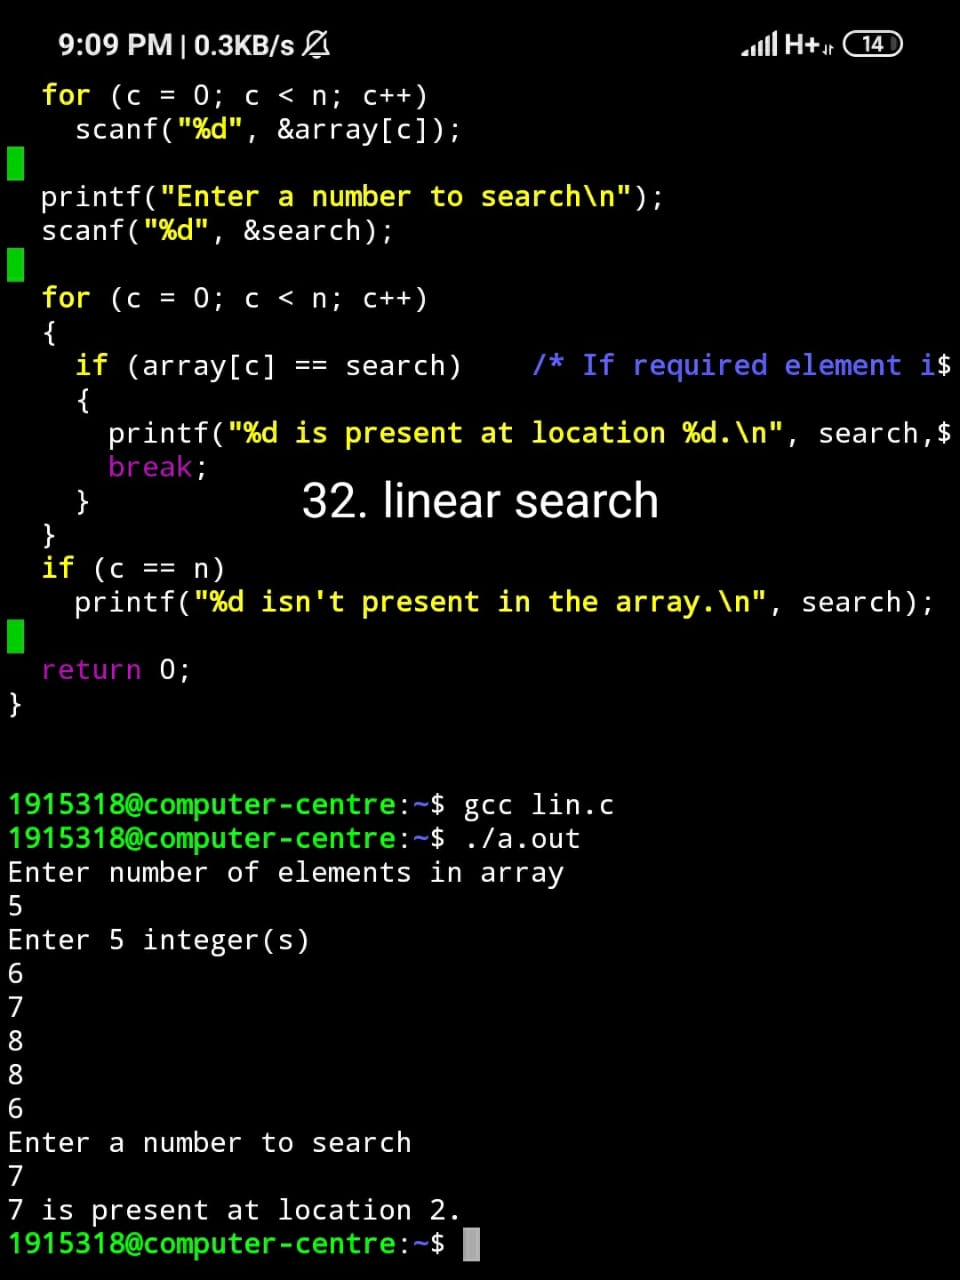 9:09 PM | 0.3KB/s H+ 14
for (c = 0; c < n; c++)
scanf("%d", &array[c]);
printf("Enter a number to search\n");
scanf("%d", &search);
for (c = 0; c < n; c++)
{
if (array[c] == search) /* If required element i$
{
printf("%d is present at location %d.\n", search,$
break;
32. linear search
}
}
if (c == n)
printf("%d isn't present in the array.\n", search);
return 0;
}
1915318@computer-centre:~$ gcc lin.c
1915318@computer-centre:~$ ./a.out
Enter number of elements in array
5
Enter 5 integer(s)
6
7
8
8
6
Enter a number to search
7
7 is present at location 2.
1915318@computer-centre:~$